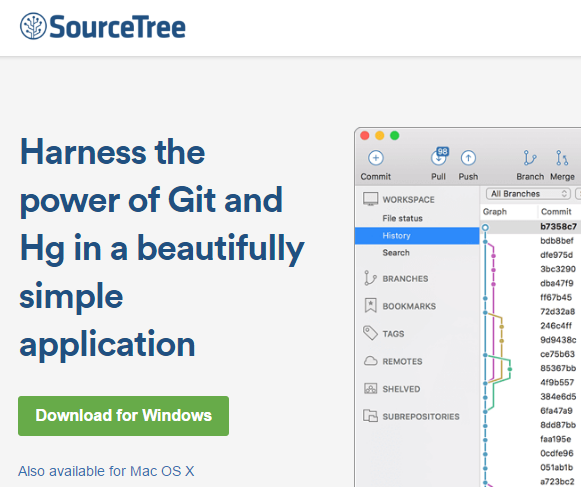 SourceTree
Harness the
power of Git and
Hg in a beautifully
simple
application
Download for Windows
Also available for Mac OS X
98
Commit Pull Push Branch Merge
WORKSPACE
File status
History
Search
BRANCHES
BOOKMARKS
TAGS
REMOTES
SHELVED
SUBREPOSITORIES
All Branches
Graph Commit
b7358c7
bdb8bef
dfe975d
3bc3290
dba47f9
ff67b45
72d32a8
246c4ff
9d9438c
ce75b63
85367bb
4f9b557
384e6d5
6fa47a9
8dd87bb
faa195e
0cdfe96
051ab1b
a723bc2